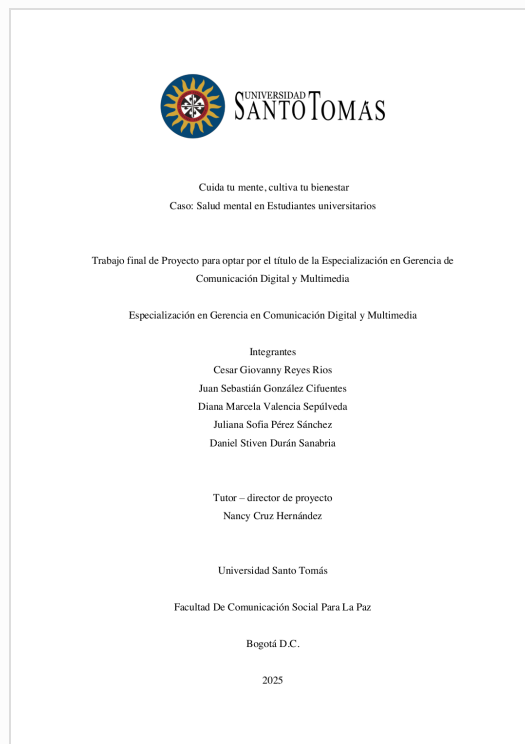 UNIVERSIDAD
SANTO TOMÁS
Cuida tu mente, cultiva tu bienestar
Caso: Salud mental en Estudiantes universitarios
Trabajo final de Proyecto para optar por el título de la Especialización en Gerencia de
Comunicación Digital y Multimedia
Especialización en Gerencia en Comunicación Digital y Multimedia
Integrantes
Cesar Giovanny Reyes Rios
Juan Sebastián González Cifuentes
Diana Marcela Valencia Sepúlveda
Juliana Sofia Pérez Sánchez
Daniel Stiven Durán Sanabria
Tutor – director de proyecto
Nancy Cruz Hernández
Universidad Santo Tomás
Facultad De Comunicación Social Para La Paz
Bogotá D.C.
2025